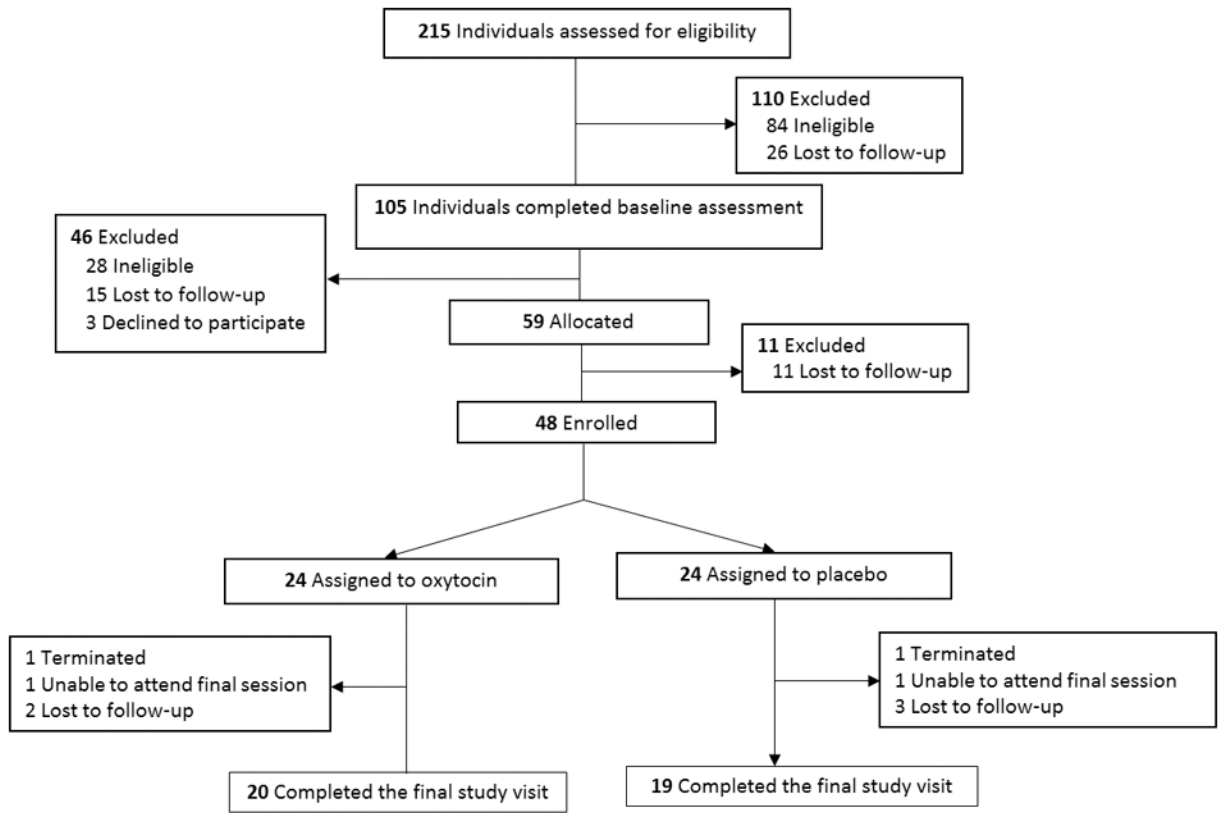 215 Individuals assessed for eligibility
110 Excluded
84 Ineligible
26 Lost to follow-up
105 Individuals completed baseline assessment
46 Excluded
28 Ineligible
15 Lost to follow-up
3 Declined to participate
59 Allocated
11 Excluded
11 Lost to follow-up
48 Enrolled
24 Assigned to oxytocin
24 Assigned to placebo
1 Terminated
1 Unable to attend final session
2 Lost to follow-up
1 Terminated
1 Unable to attend final session
3 Lost to follow-up
20 Completed the final study visit
19 Completed the final study visit